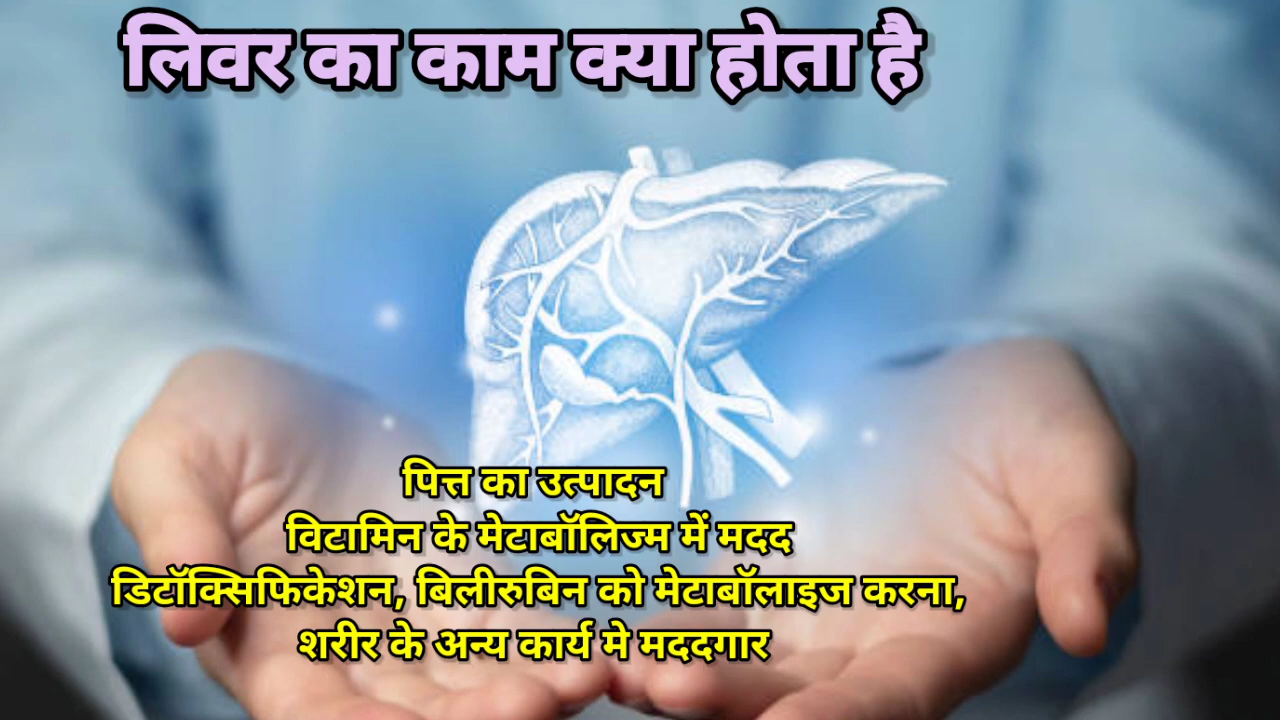 लिवर का काम क्या होता है
पित्त का उत्पादन
विटामिन के मेटाबॉलिज्म में मदद
डिटॉक्सिफिकेशन, बिलीरुबिन को मेटाबॉलाइज करना,
शरीर के अन्य कार्य मे मददगार